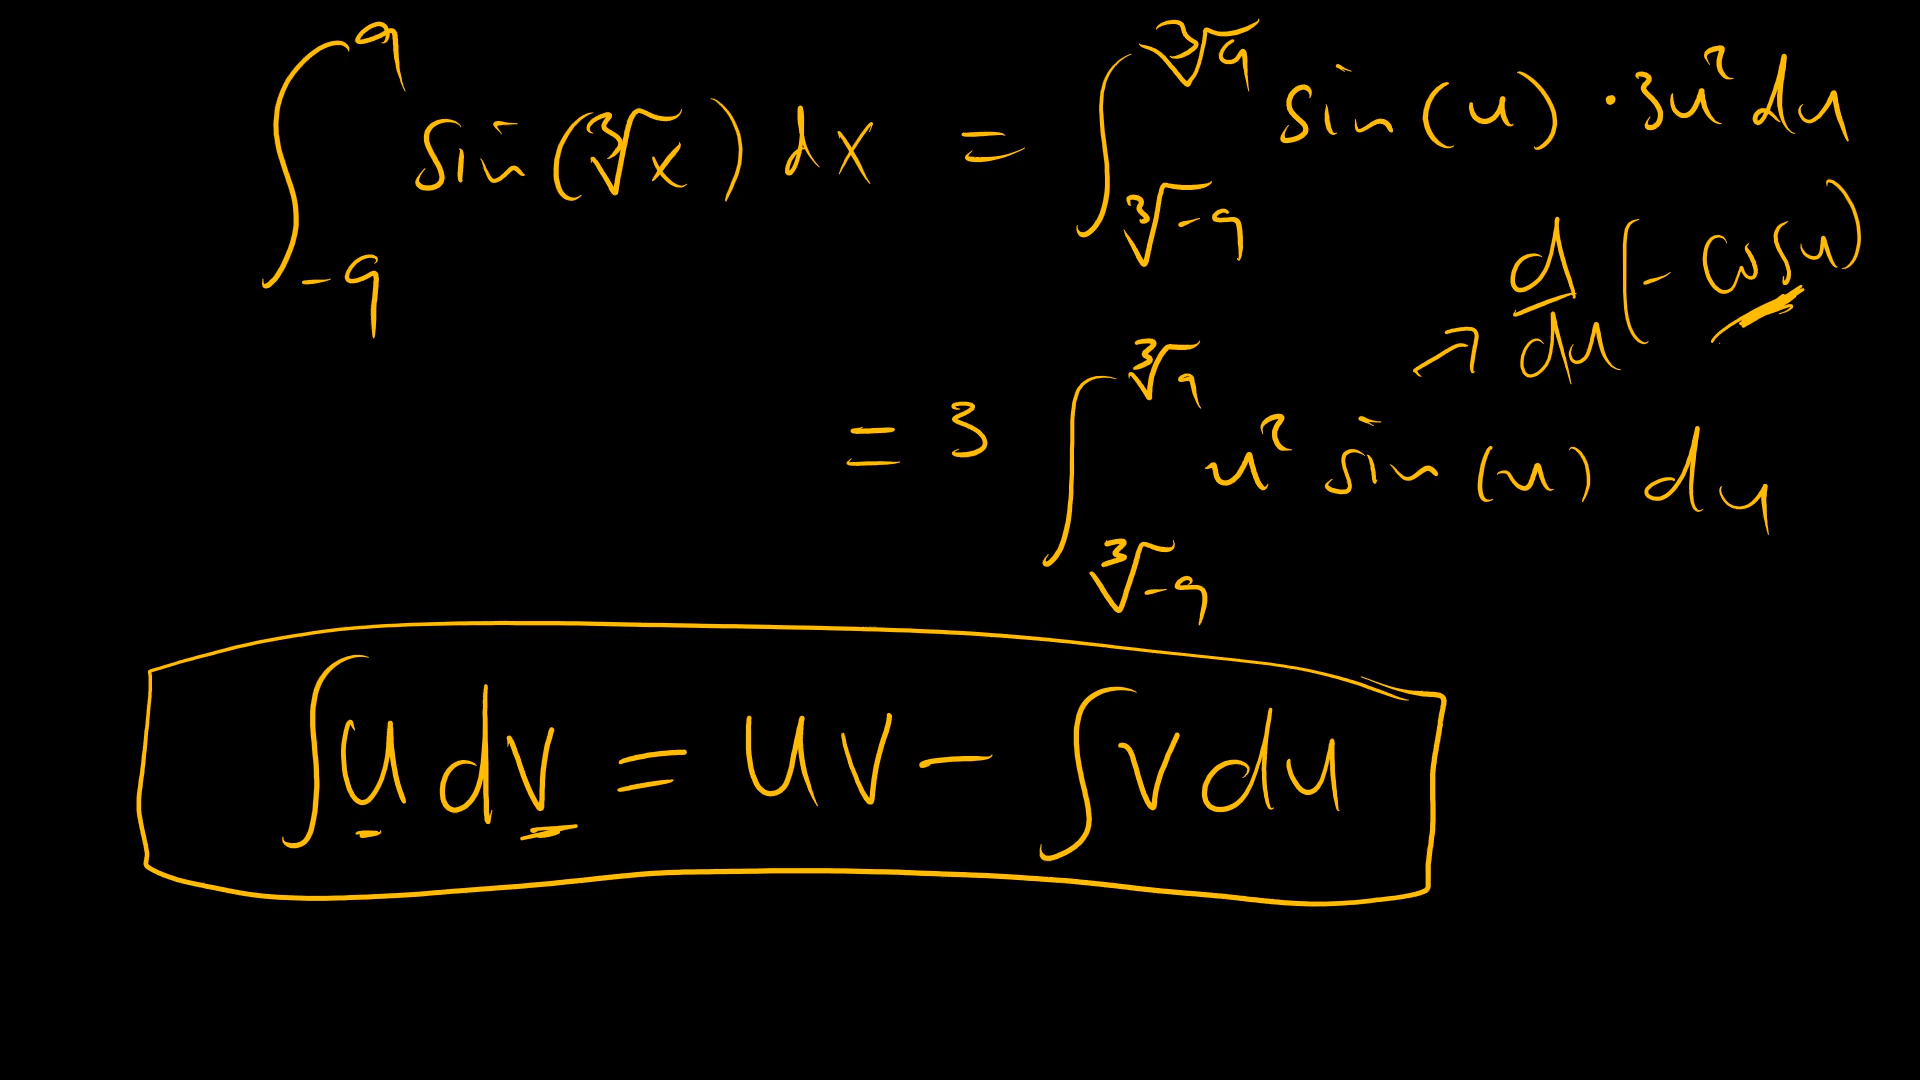 ∫_{-9}^{9} sin(∛x) dx = ∫_{∛-9}^{∛9} sin(u) · 3u² du
→ d/du (- cosu)
= 3 ∫_{∛-9}^{∛9} u² sin(u) du
∫u dv = uv - ∫v du